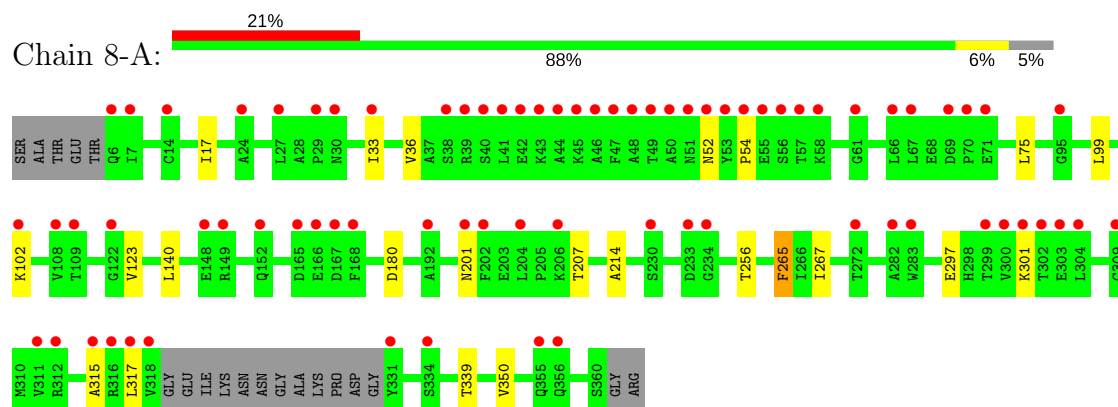 21%
Chain 8-A:
88% 6% 5%
SER ALA THR GLU THR Q6 I7 C14 I17 A24 L27 A28 P29 N30 I33 V36 A37 S38 R39 S40 L41 E42 K43 A44 K45 A46 F47 A48 T49 A50 N51 N52 Y53 P54 E55 S56 T57 K58 G61 L66 L67 E68 D69 P70 E71 L75 G95 L99
K102 V108 T109 G122 V123 L140 E148 R149 Q152 D165 E166 D167 F168 D180 A192 N201 F202 E203 L204 P205 K206 T207 A214 S230 D233 G234 T256 F265 I266 I267 T272 A282 W283 E297 H298 T299 V300 K301 T302 E303 L304
M310 V311 R312 A315 R316 L317 V318 GLY GLU ILE LYS ASN ASN GLY ALA LYS PRO ASP GLY Y331 S334 T339 V350 Q355 Q356 S360 GLY ARG